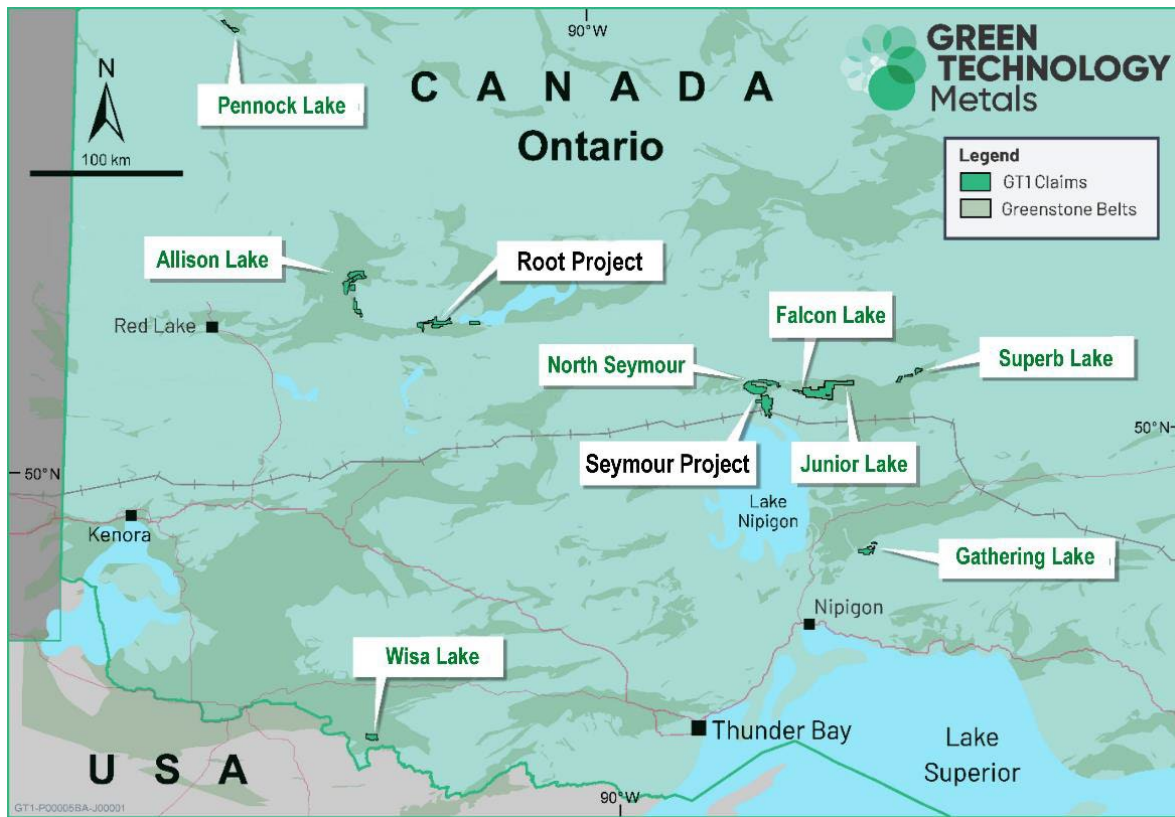 90°W
GREEN
TECHNOLOGY
Metals
N
100 km
Pennock Lake
C A N A D A
Ontario
Legend
GT1 Claims
Greenstone Belts
Allison Lake
Root Project
Red Lake
Falcon Lake
North Seymour
Superb Lake
50°N
Seymour Project
Junior Lake
50°N
Lake
Nipigon
Kenora
Gathering Lake
Nipigon
Wisa Lake
Thunder Bay
Lake
Superior
U S A
90°W
GT1-P00005BA-J00001